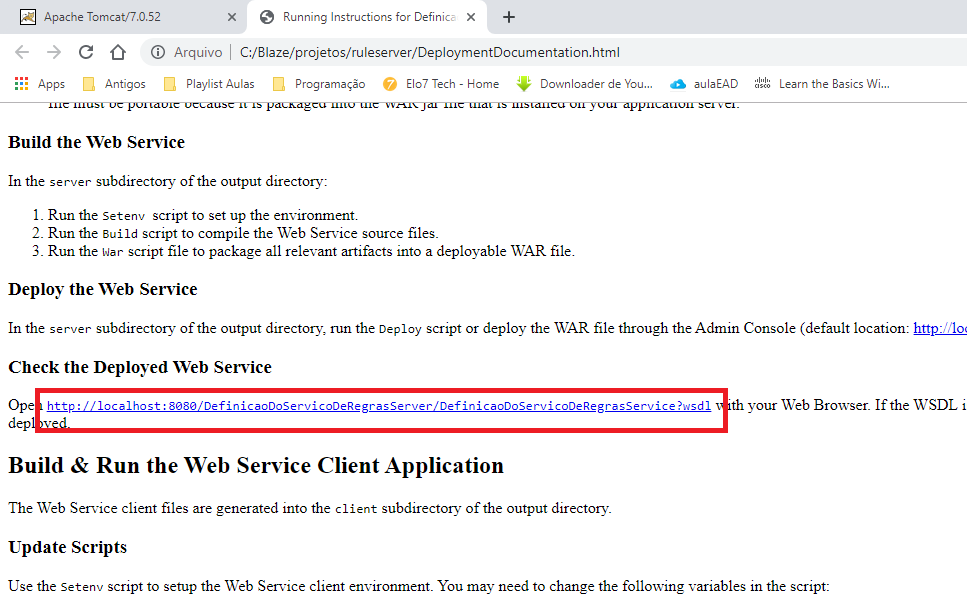 Apache Tomcat/7.0.52
Running Instructions for Definica
Arquivo | C:/Blaze/projetos/ruleserver/DeploymentDocumentation.html
Apps Antigos Playlist Aulas Programação Elo7 Tech - Home Downloader de You... aulaEAD Learn the Basics Wi...
file must be portable because it is packaged into the WAR jar file that is installed on your application server.
Build the Web Service
In the server subdirectory of the output directory:
1. Run the Setenv script to set up the environment.
2. Run the Build script to compile the Web Service source files.
3. Run the War script file to package all relevant artifacts into a deployable WAR file.
Deploy the Web Service
In the server subdirectory of the output directory, run the Deploy script or deploy the WAR file through the Admin Console (default location: http://loc
Check the Deployed Web Service
Open http://localhost:8080/DefinicaoDoServicoDeRegrasServer/DefinicaoDoServicoDeRegrasService?wsdl with your Web Browser. If the WSDL i
deployed.
Build & Run the Web Service Client Application
The Web Service client files are generated into the client subdirectory of the output directory.
Update Scripts
Use the Setenv script to setup the Web Service client environment. You may need to change the following variables in the script: